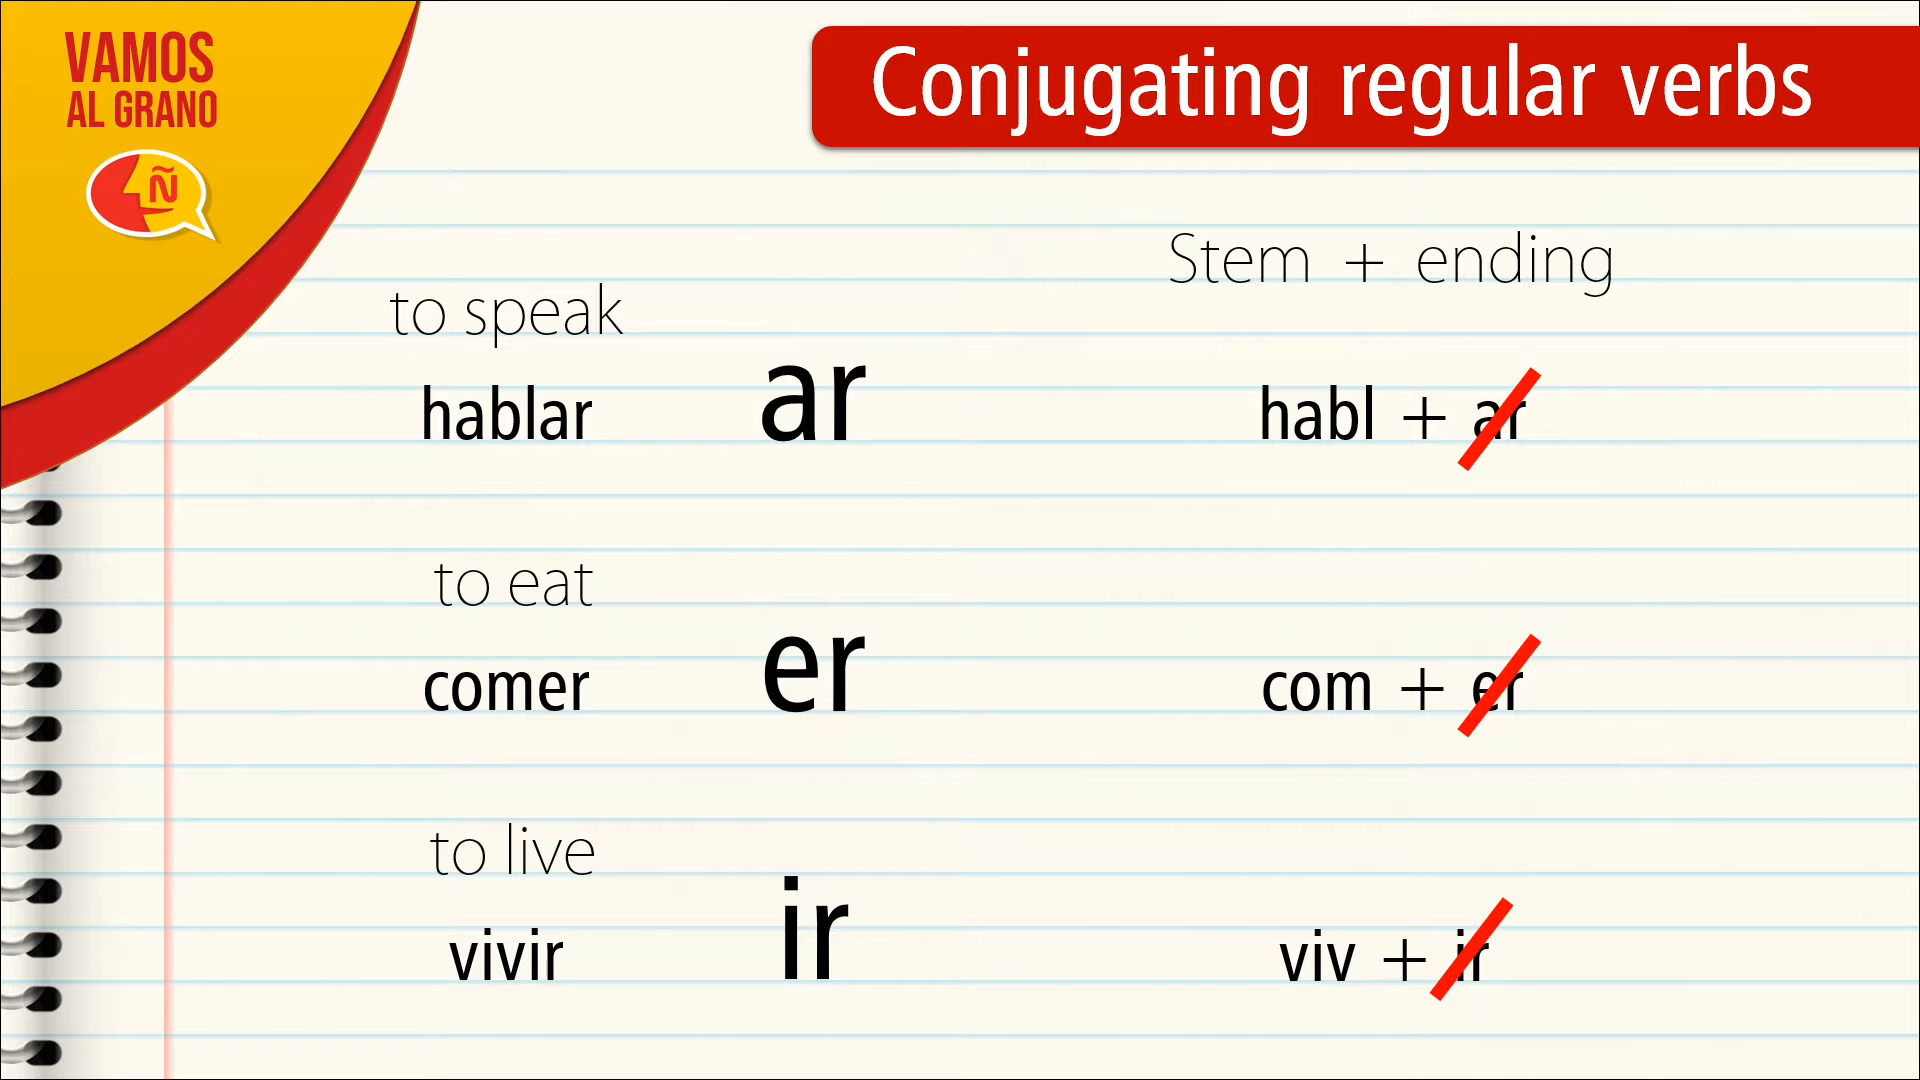 VAMOS
AL GRANO
Ñ
Conjugating regular verbs
Stem + ending
to speak
hablar ar habl + ar
to eat
comer er com + er
to live
vivir ir viv + ir